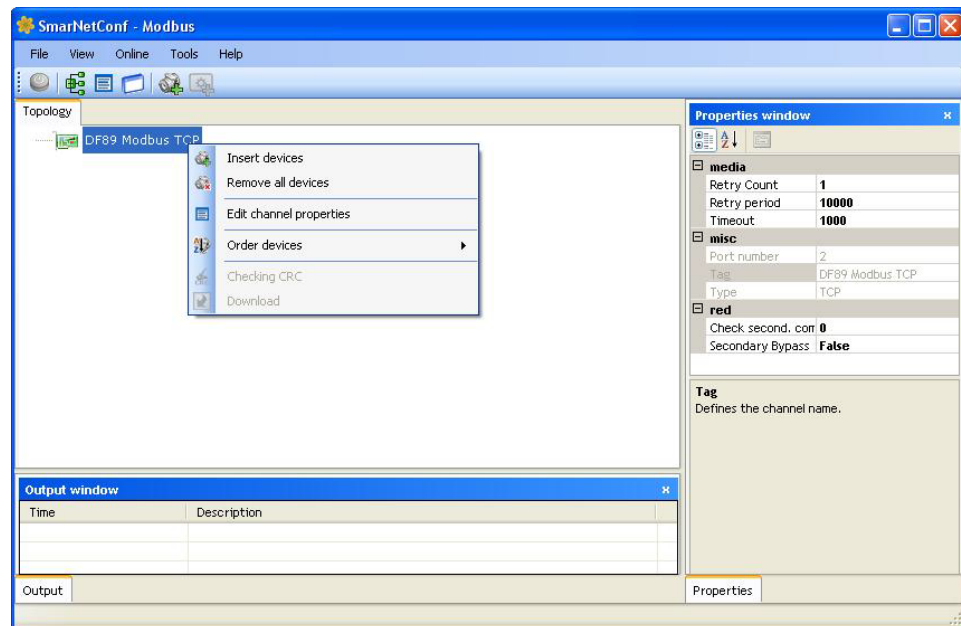 SmarNetConf - Modbus
File View Online Tools Help
Topology
DF89 Modbus TCP
Insert devices
Remove all devices
Edit channel properties
Order devices
Checking CRC
Download
Properties window
media
Retry Count 1
Retry period 10000
Timeout 1000
misc
Port number 2
Tag DF89 Modbus TCP
Type TCP
red
Check second. com 0
Secondary Bypass False
Tag
Defines the channel name.
Output window
Time Description
Output
Properties